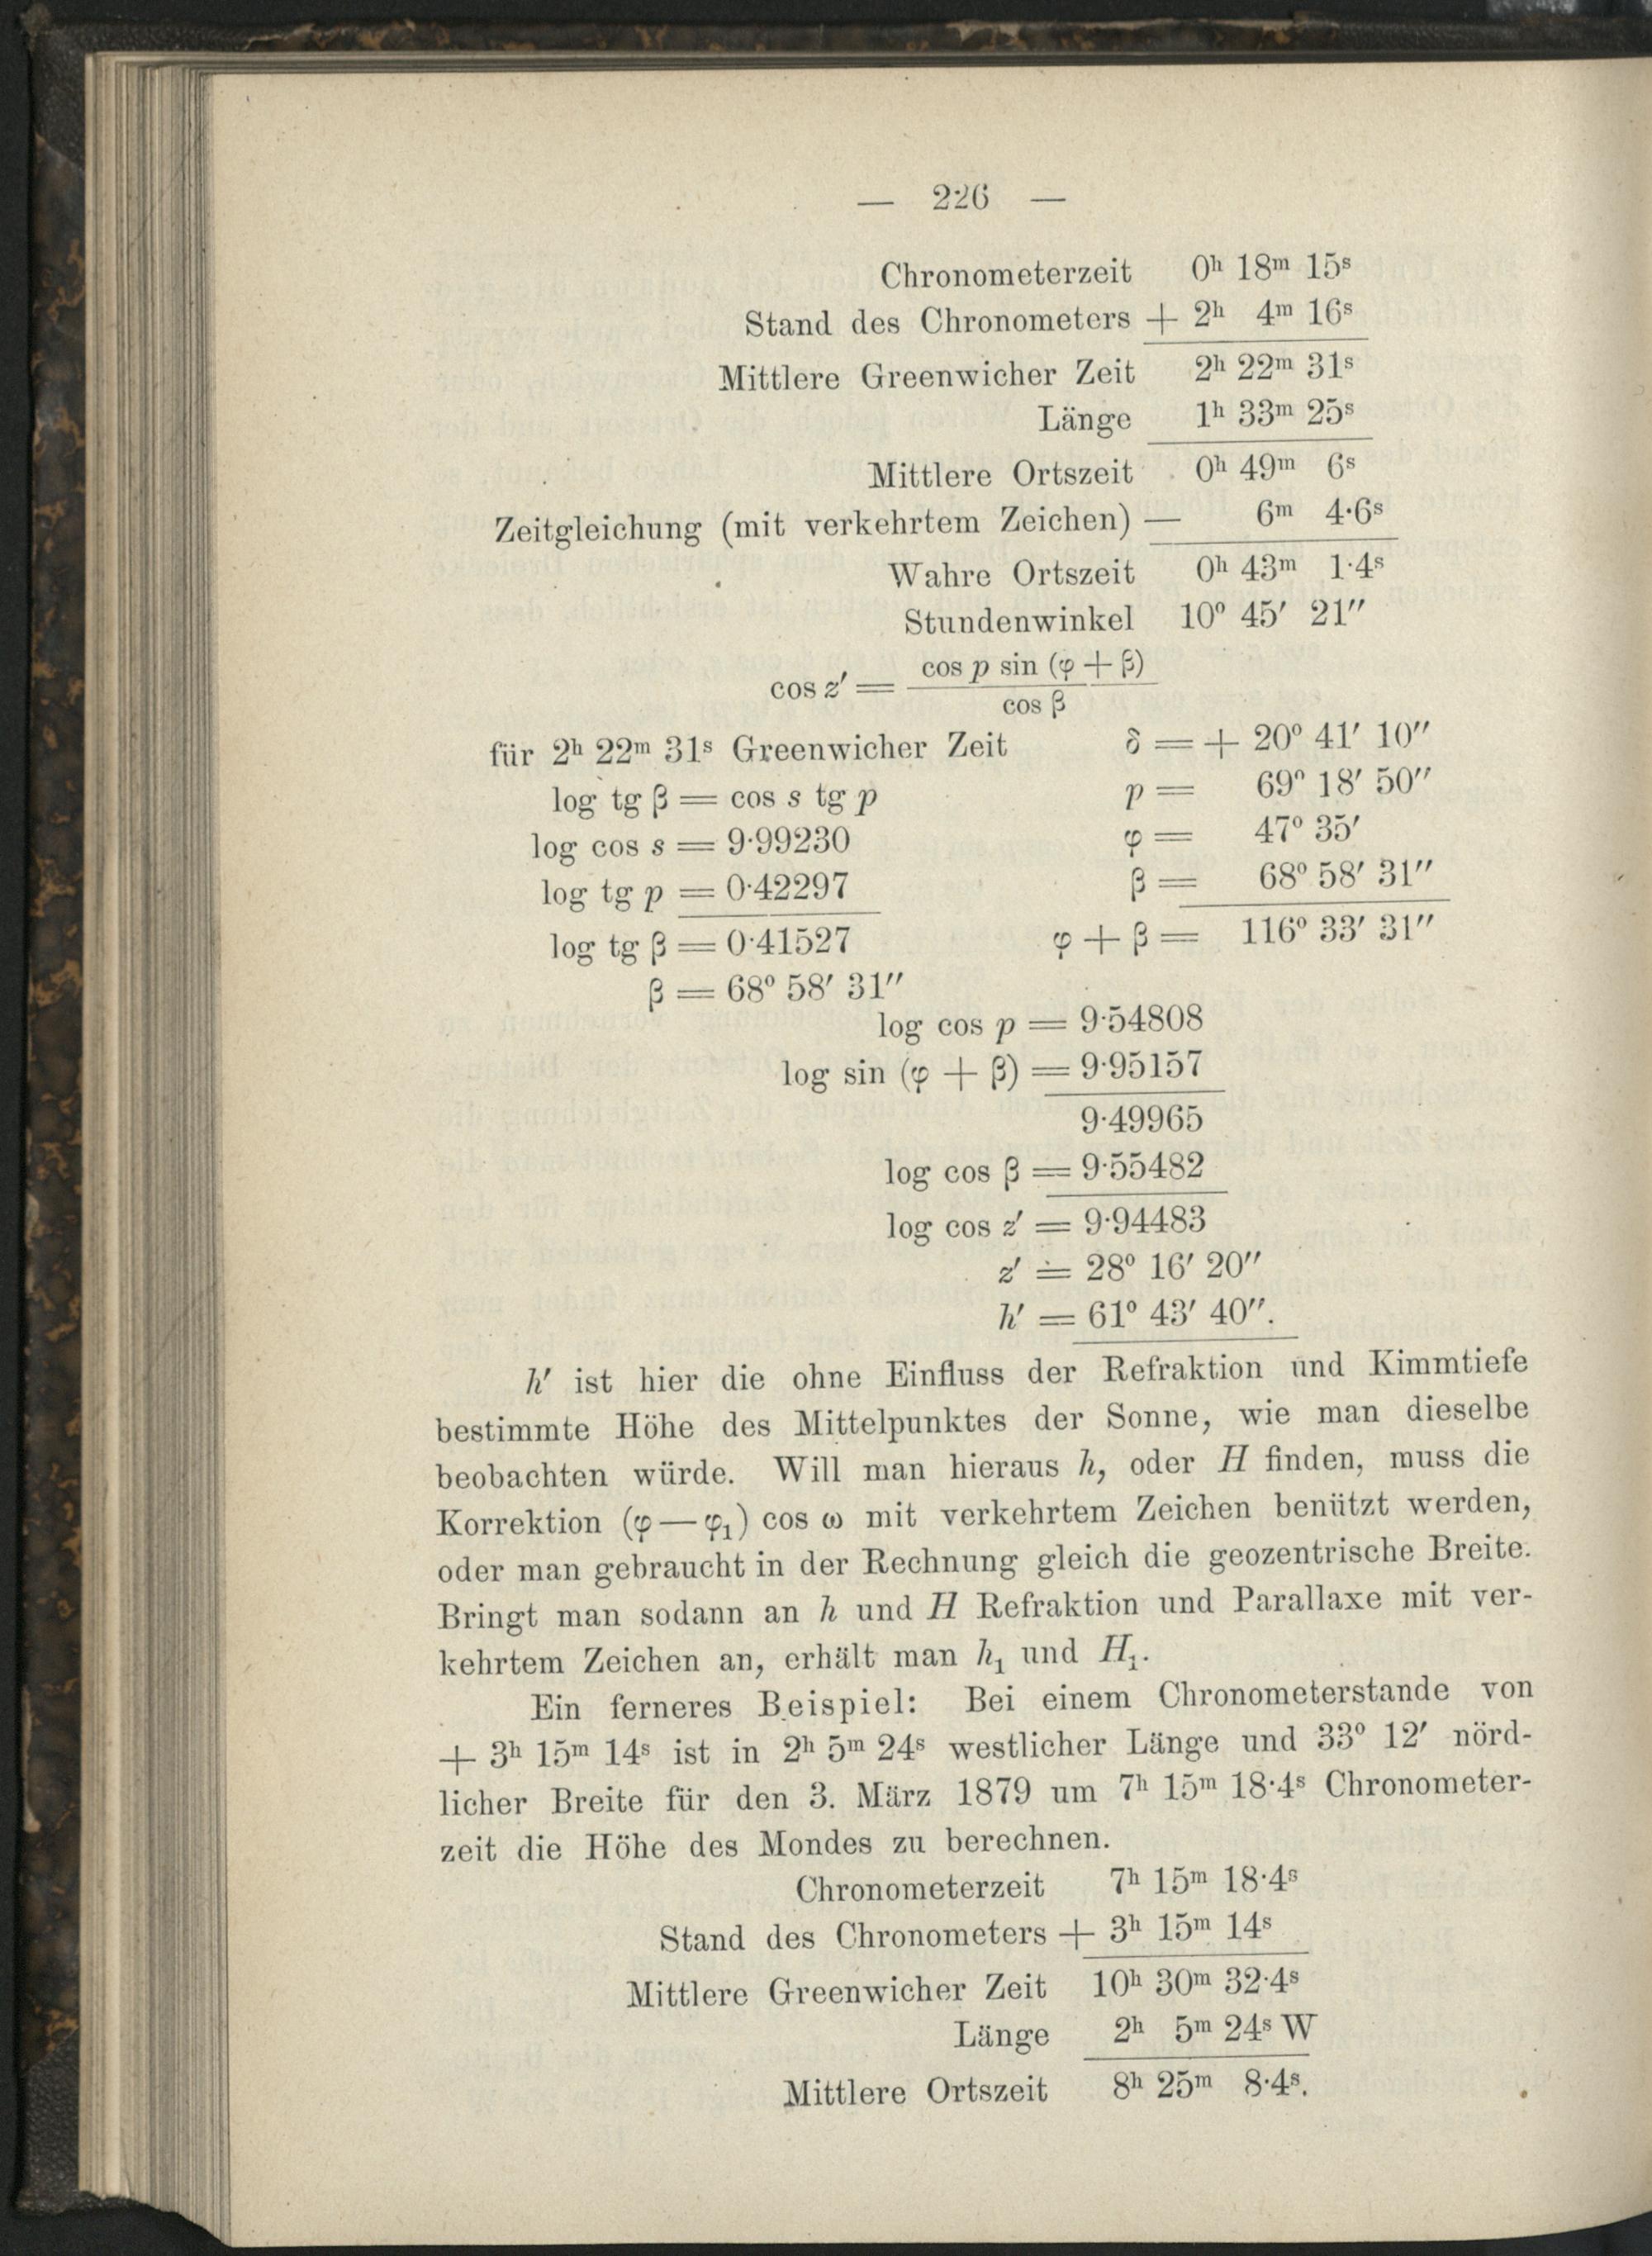 — 226 —
Chronometerzeit 0ʰ 18ᵐ 15ˢ
Stand des Chronometers + 2ʰ 4ᵐ 16ˢ
Mittlere Greenwicher Zeit 2ʰ 22ᵐ 31ˢ
Länge 1ʰ 33ᵐ 25ˢ
Mittlere Ortszeit 0ʰ 49ᵐ 6ˢ
Zeitgleichung (mit verkehrtem Zeichen) — 6ᵐ 4·6ˢ
Wahre Ortszeit 0ʰ 43ᵐ 1·4ˢ
Stundenwinkel 10⁰ 45′ 21″
cos z′ = cos p sin (φ + β)
cos β
für 2ʰ 22ᵐ 31ˢ Greenwicher Zeit δ = + 20⁰ 41′ 10″
log tg β = cos s tg p p = 69⁰ 18′ 50″
log cos s = 9·99230 φ = 47⁰ 35′
log tg p = 0·42297 β = 68⁰ 58′ 31″
log tg β = 0·41527 φ + β = 116⁰ 33′ 31″
β = 68⁰ 58′ 31″
log cos p = 9·54808
log sin (φ + β) = 9·95157
9·49965
log cos β = 9·55482
log cos z′ = 9·94483
z′ = 28⁰ 16′ 20″
h′ = 61⁰ 43′ 40″.
h′ ist hier die ohne Einfluss der Refraktion und Kimmtiefe
bestimmte Höhe des Mittelpunktes der Sonne, wie man dieselbe
beobachten würde. Will man hieraus h, oder H finden, muss die
Korrektion (φ — φ₁) cos ω mit verkehrtem Zeichen benützt werden,
oder man gebraucht in der Rechnung gleich die geozentrische Breite.
Bringt man sodann an h und H Refraktion und Parallaxe mit ver-
kehrtem Zeichen an, erhält man h₁ und H₁.
Ein ferneres Beispiel: Bei einem Chronometerstande von
+ 3ʰ 15ᵐ 14ˢ ist in 2ʰ 5ᵐ 24ˢ westlicher Länge und 33⁰ 12′ nörd-
licher Breite für den 3. März 1879 um 7ʰ 15ᵐ 18·4ˢ Chronometer-
zeit die Höhe des Mondes zu berechnen.
Chronometerzeit 7ʰ 15ᵐ 18·4ˢ
Stand des Chronometers + 3ʰ 15ᵐ 14ˢ
Mittlere Greenwicher Zeit 10ʰ 30ᵐ 32·4ˢ
Länge 2ʰ 5ᵐ 24ˢ W
Mittlere Ortszeit 8ʰ 25ᵐ 8·4ˢ.